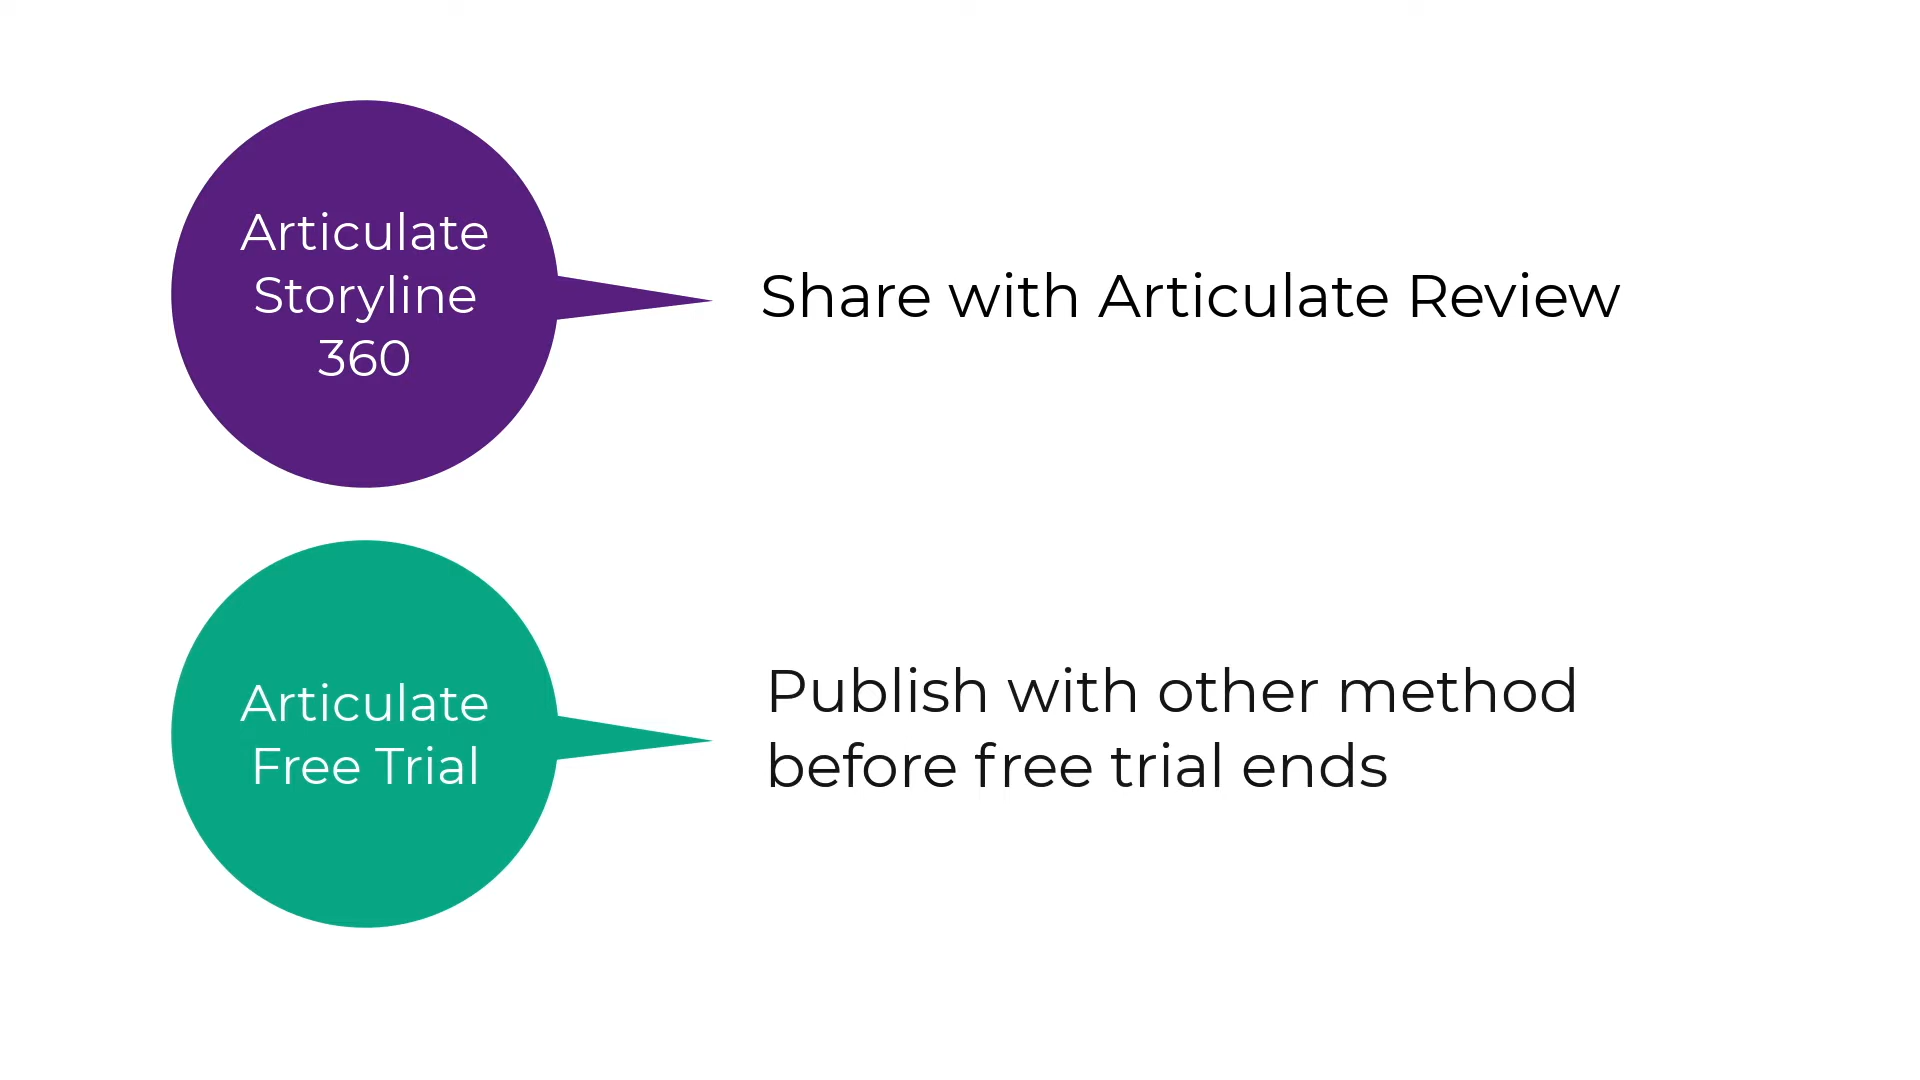 Articulate
Storyline
360
Share with Articulate Review
Articulate
Free Trial
Publish with other method
before free trial ends